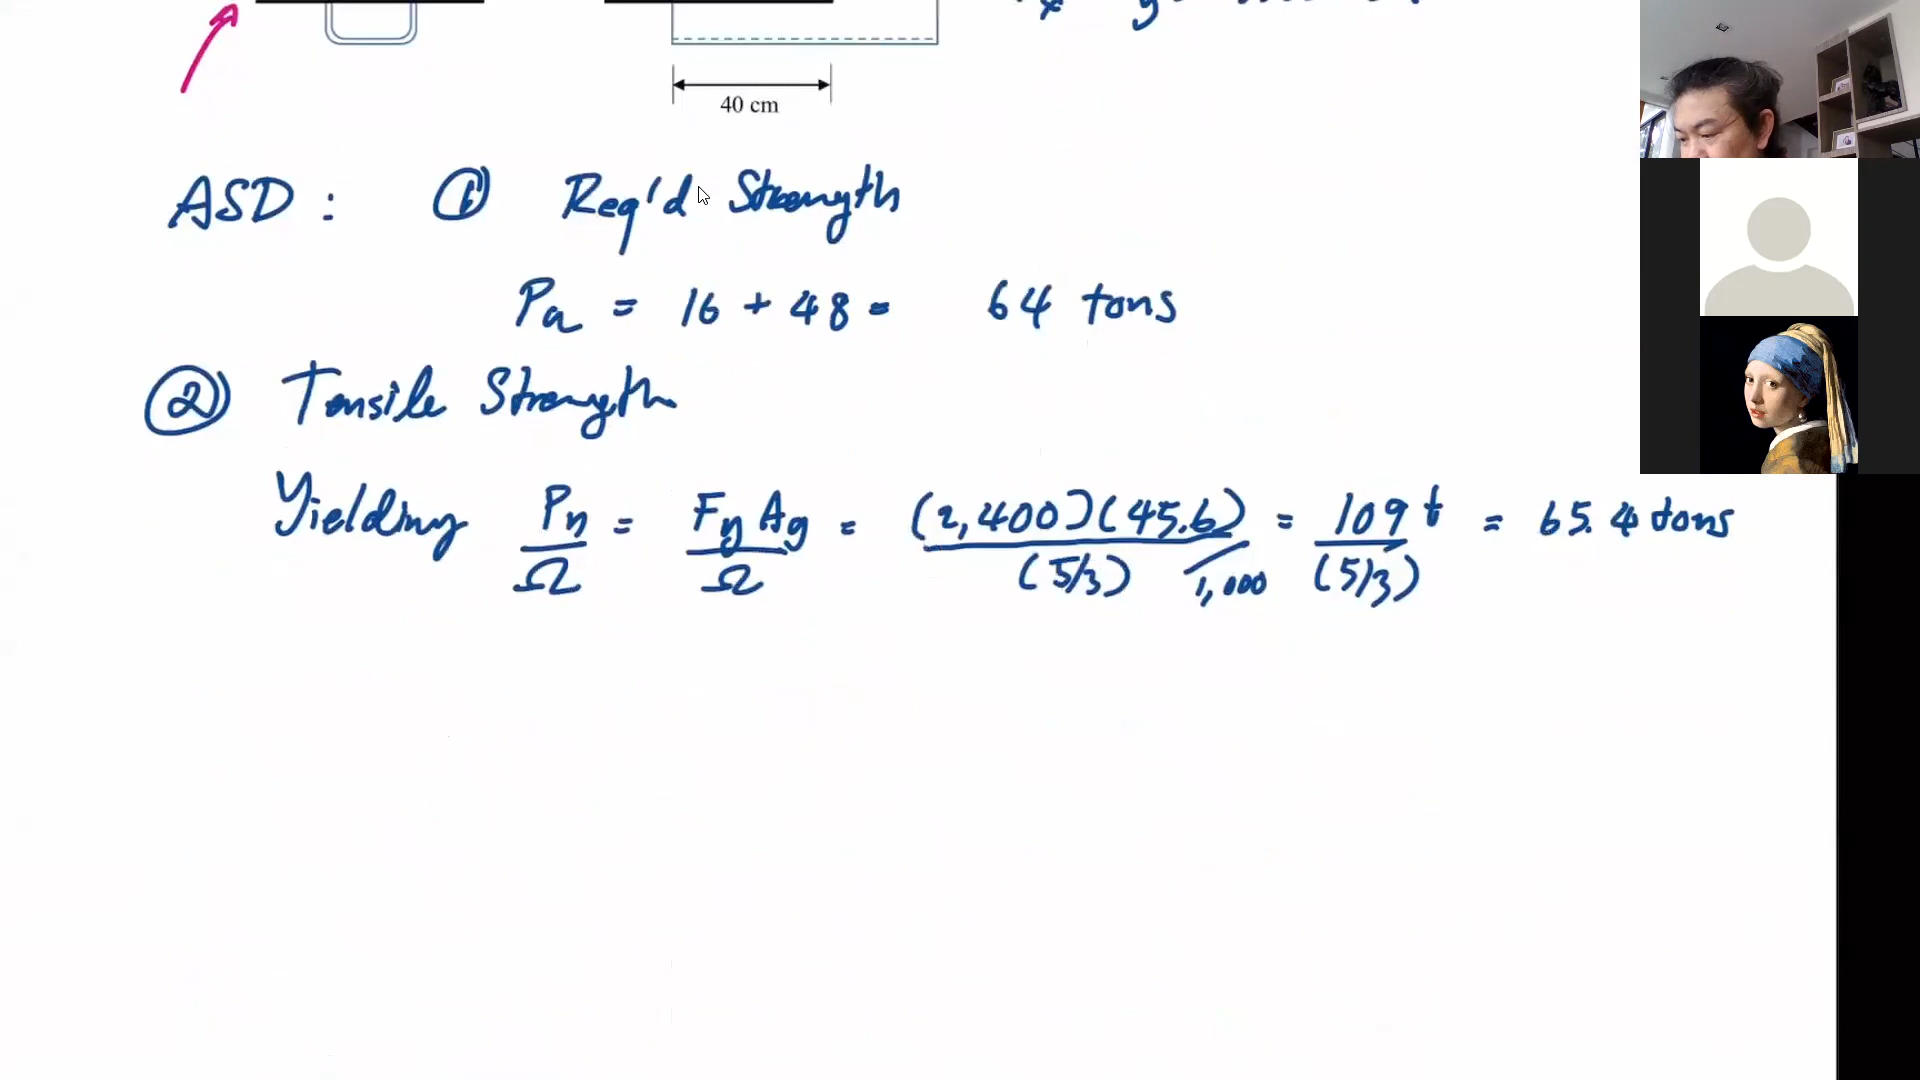 40 cm
ASD : ① Req'd Strength
Pa = 16 + 48 = 64 tons
② Tensile Strength
Yielding Pn/Ω = FyAg/Ω = (2,400)(45.6)/(5/3) /1,000 = 109 t/(5/3) = 65.4 tons